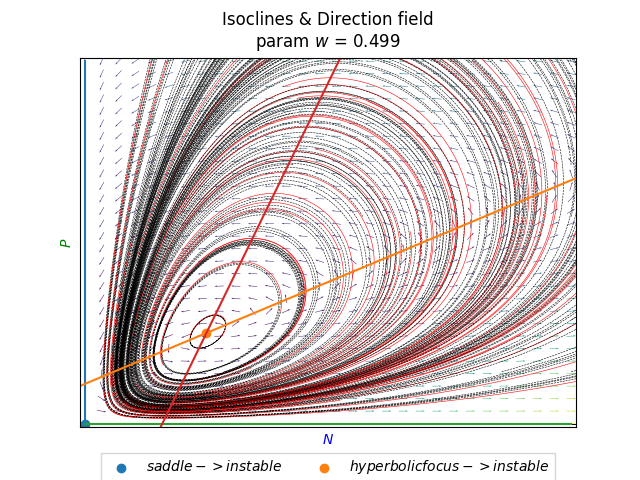 Isoclines & Direction field
param w = 0.499
P
N
saddle -> instable
hyperbolicfocus -> instable